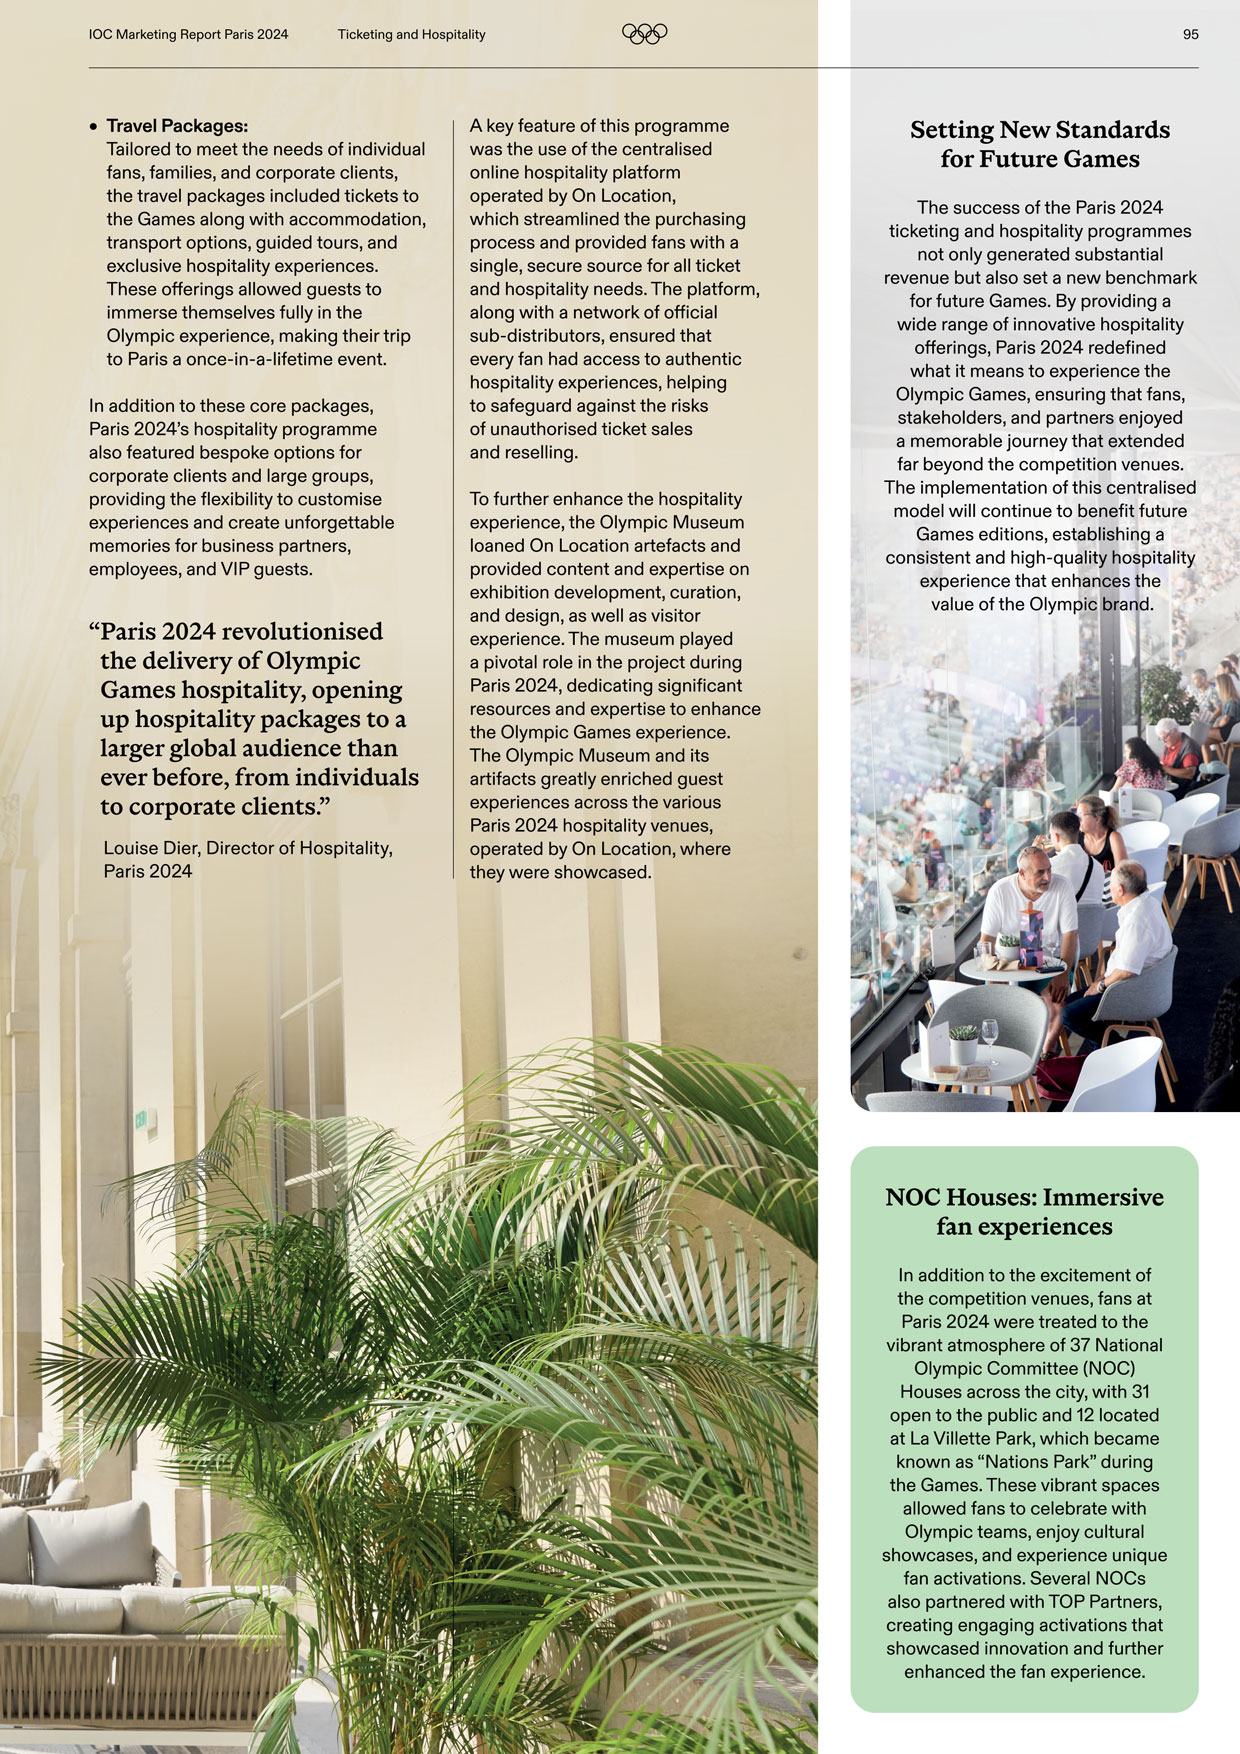 IOC Marketing Report Paris 2024
Ticketing and Hospitality
95
• Travel Packages:
Tailored to meet the needs of individual
fans, families, and corporate clients,
the travel packages included tickets to
the Games along with accommodation,
transport options, guided tours, and
exclusive hospitality experiences.
These offerings allowed guests to
immerse themselves fully in the
Olympic experience, making their trip
to Paris a once-in-a-lifetime event.
In addition to these core packages,
Paris 2024’s hospitality programme
also featured bespoke options for
corporate clients and large groups,
providing the flexibility to customise
experiences and create unforgettable
memories for business partners,
employees, and VIP guests.
“Paris 2024 revolutionised
the delivery of Olympic
Games hospitality, opening
up hospitality packages to a
larger global audience than
ever before, from individuals
to corporate clients.”
Louise Dier, Director of Hospitality,
Paris 2024
A key feature of this programme
was the use of the centralised
online hospitality platform
operated by On Location,
which streamlined the purchasing
process and provided fans with a
single, secure source for all ticket
and hospitality needs. The platform,
along with a network of official
sub-distributors, ensured that
every fan had access to authentic
hospitality experiences, helping
to safeguard against the risks
of unauthorised ticket sales
and reselling.
To further enhance the hospitality
experience, the Olympic Museum
loaned On Location artefacts and
provided content and expertise on
exhibition development, curation,
and design, as well as visitor
experience. The museum played
a pivotal role in the project during
Paris 2024, dedicating significant
resources and expertise to enhance
the Olympic Games experience.
The Olympic Museum and its
artifacts greatly enriched guest
experiences across the various
Paris 2024 hospitality venues,
operated by On Location, where
they were showcased.
Setting New Standards
for Future Games
The success of the Paris 2024
ticketing and hospitality programmes
not only generated substantial
revenue but also set a new benchmark
for future Games. By providing a
wide range of innovative hospitality
offerings, Paris 2024 redefined
what it means to experience the
Olympic Games, ensuring that fans,
stakeholders, and partners enjoyed
a memorable journey that extended
far beyond the competition venues.
The implementation of this centralised
model will continue to benefit future
Games editions, establishing a
consistent and high-quality hospitality
experience that enhances the
value of the Olympic brand.
NOC Houses: Immersive
fan experiences
In addition to the excitement of
the competition venues, fans at
Paris 2024 were treated to the
vibrant atmosphere of 37 National
Olympic Committee (NOC)
Houses across the city, with 31
open to the public and 12 located
at La Villette Park, which became
known as “Nations Park” during
the Games. These vibrant spaces
allowed fans to celebrate with
Olympic teams, enjoy cultural
showcases, and experience unique
fan activations. Several NOCs
also partnered with TOP Partners,
creating engaging activations that
showcased innovation and further
enhanced the fan experience.